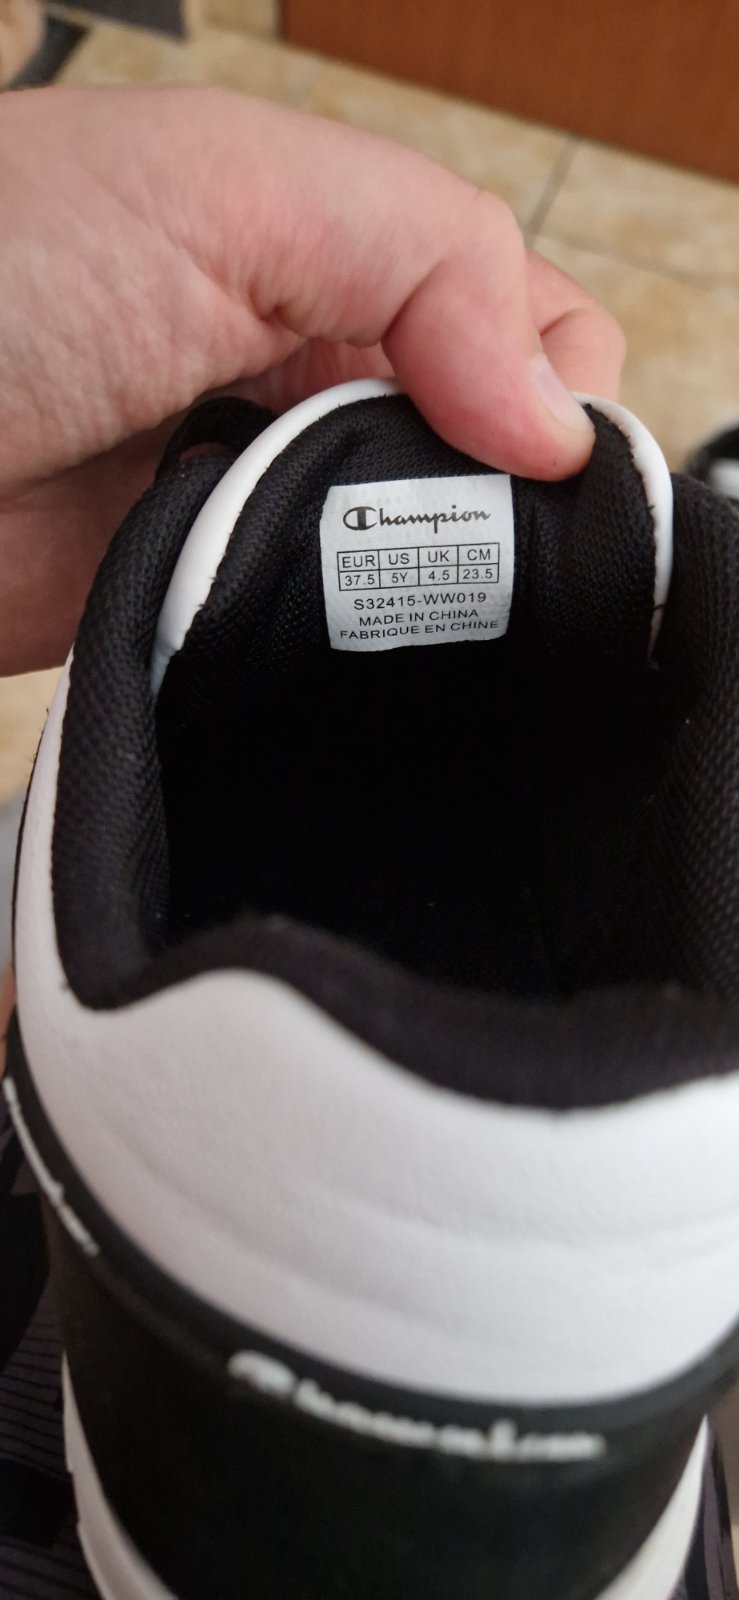 Champion
EUR US UK CM
37.5 5Y 4.5 23.5
S32415-WW019
MADE IN CHINA
FABRIQUE EN CHINE
Champion